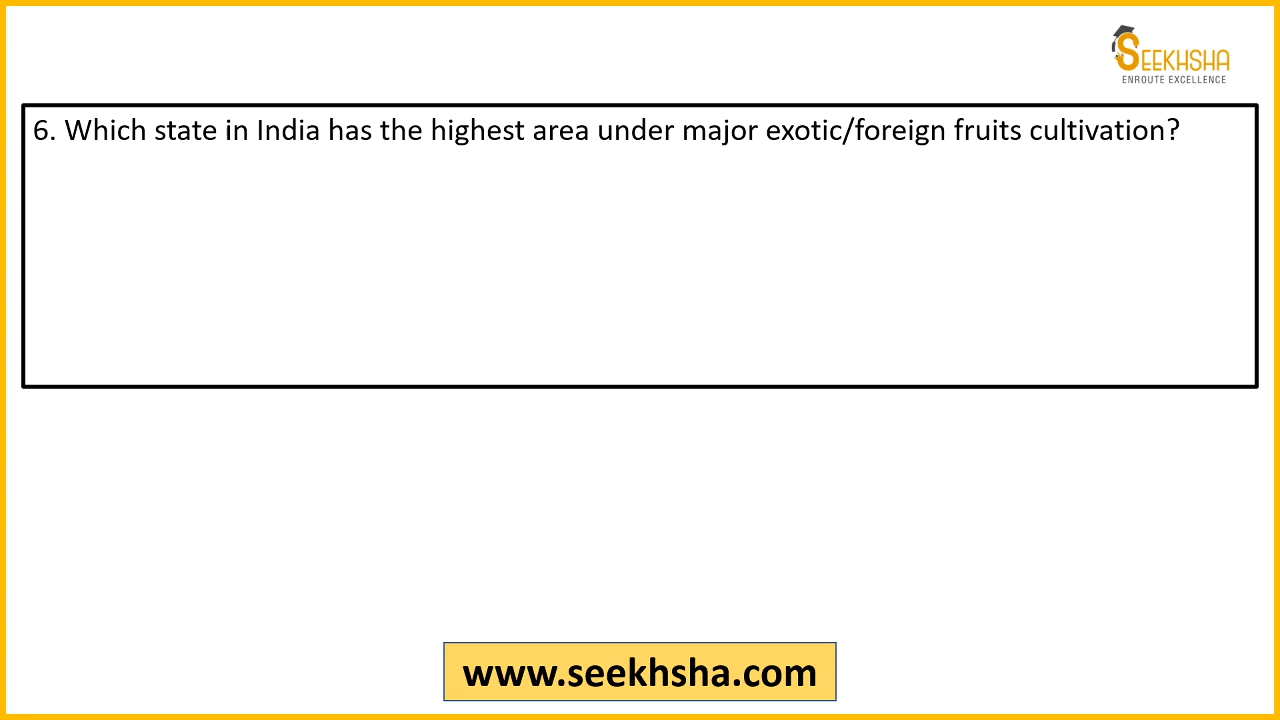 SEEKHSHA
ENROUTE EXCELLENCE
6. Which state in India has the highest area under major exotic/foreign fruits cultivation?
www.seekhsha.com